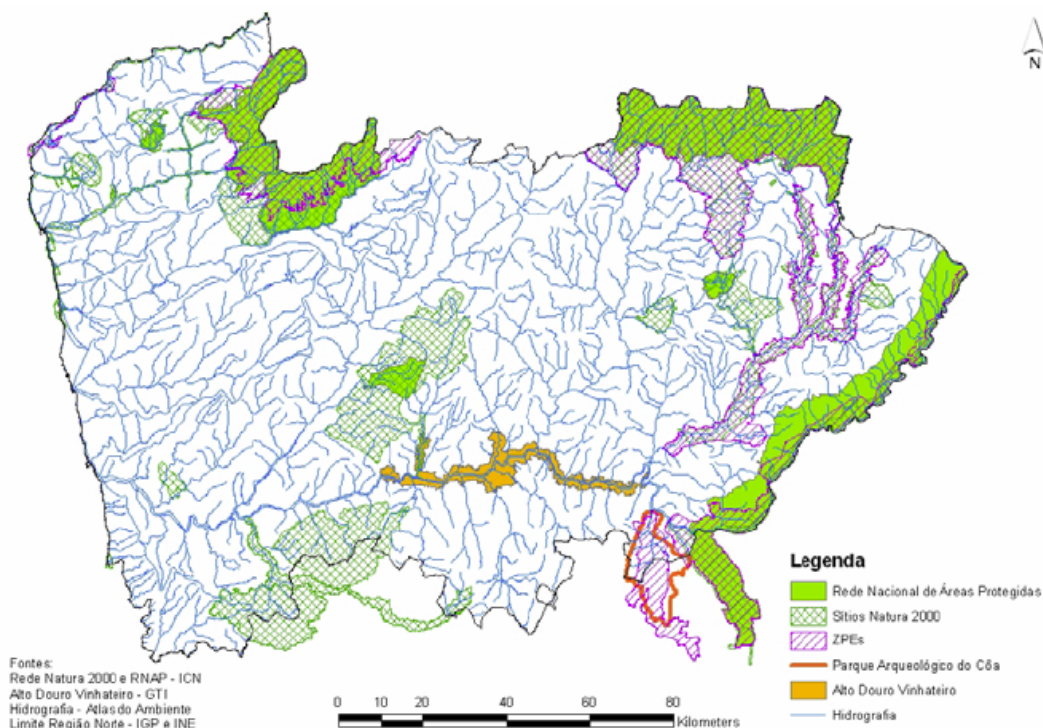 N
Legenda
Rede Nacional de Áreas Protegidas
Sítios Natura 2000
ZPEs
Parque Arqueológico do Côa
Alto Douro Vinhateiro
Hidrografia
Fontes:
Rede Natura 2000 e RNAP - ICN
Alto Douro Vinhateiro - GTI
Hidrografia - Atlas do Ambiente
Limite Região Norte - IGP e INE
0 10 20 40 60 80
Kilometers